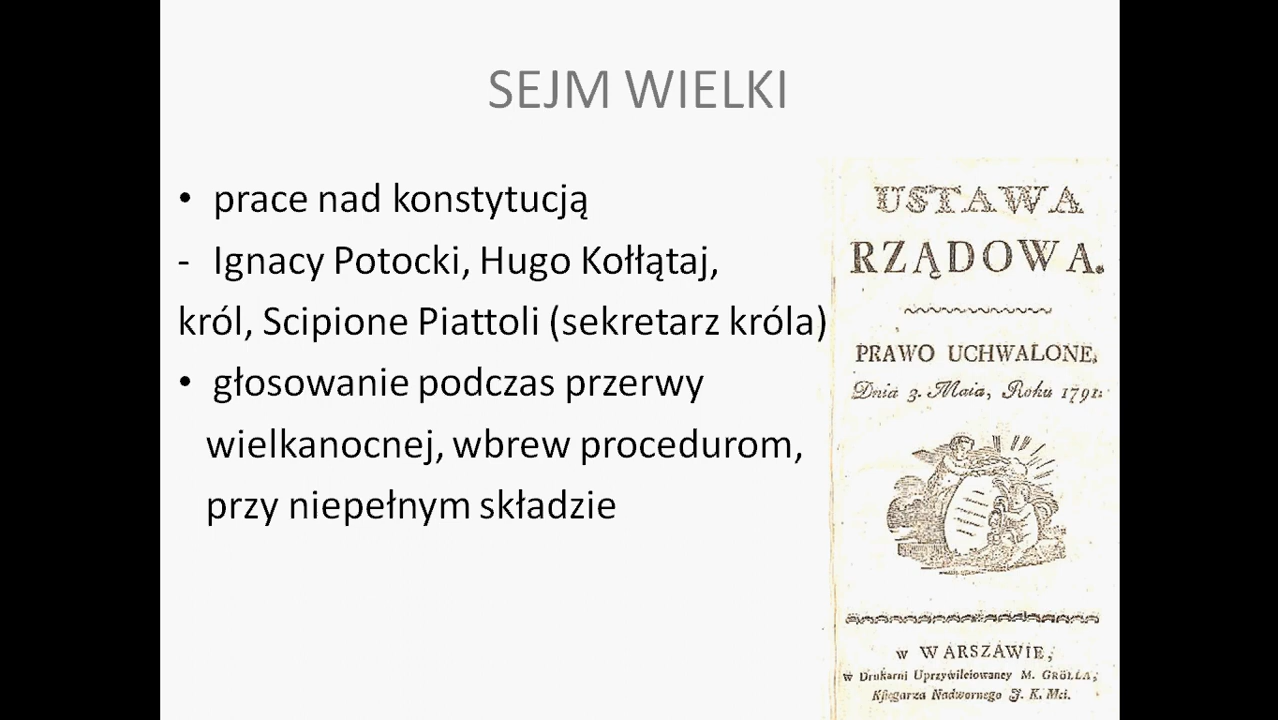 SEJM WIELKI
• prace nad konstytucją
- Ignacy Potocki, Hugo Kołłątaj,
król, Scipione Piattoli (sekretarz króla)
• głosowanie podczas przerwy
wielkanocnej, wbrew procedurom,
przy niepełnym składzie
USTAWA
RZĄDOWA.
PRAWO UCHWALONE,
Dnia 3. Maia, Roku 1791.
w WARSZAWIE,
w Drukarni Uprzywileiowaney M. GRÖLLA,
Księgarza Nadwornego J. K. Mci.